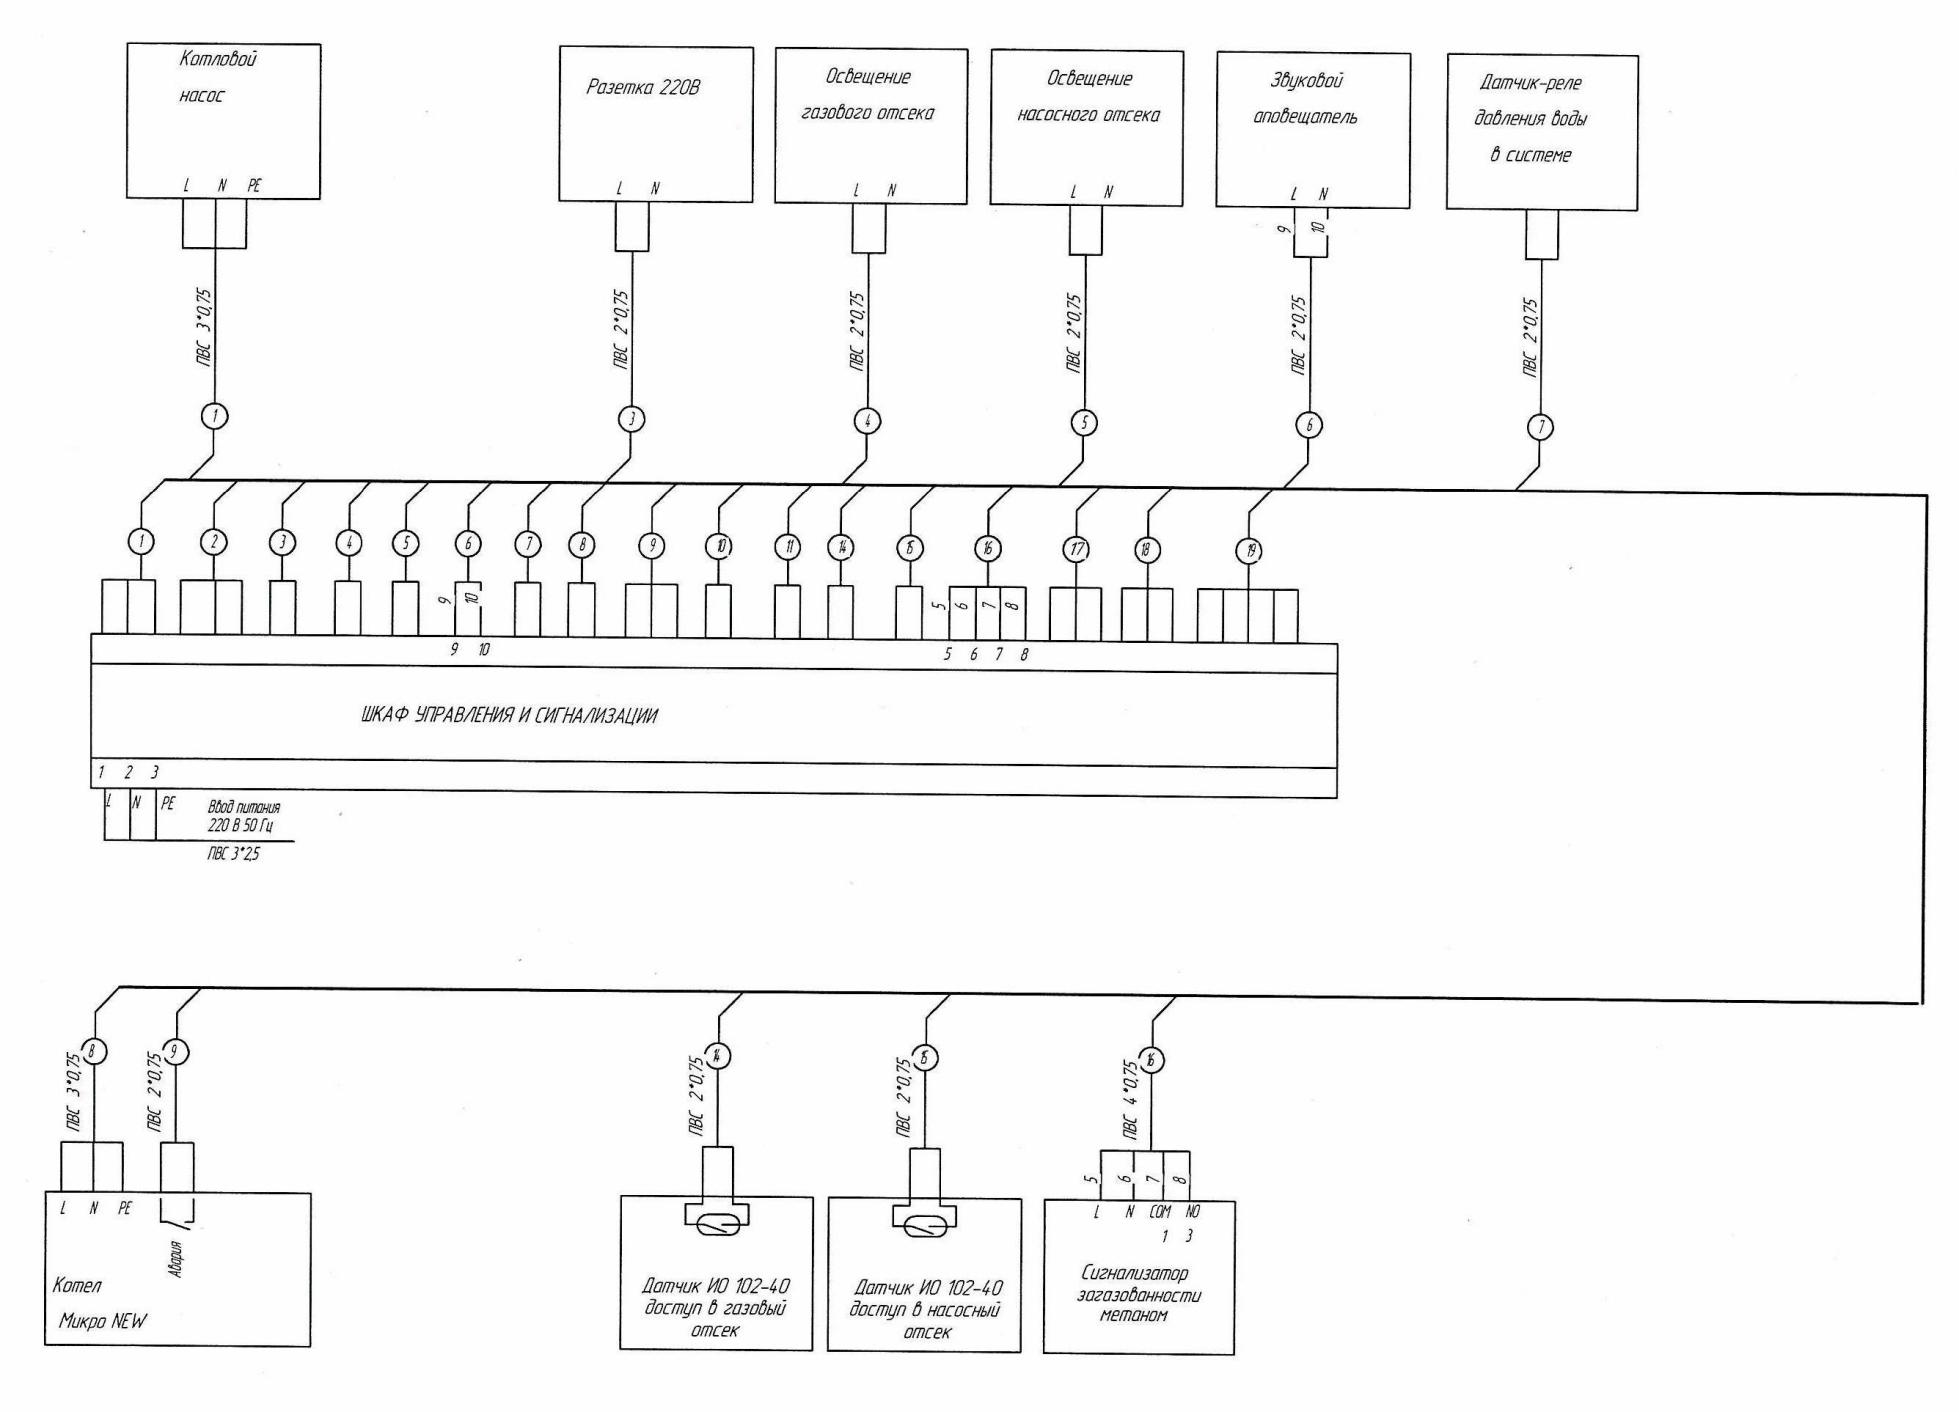 Котловой
насос
L N PE
ПВС 3*0,75
1
Разетка 220В
L N
ПВС 2*0,75
3
Освещение
газового отсека
L N
ПВС 2*0,75
4
Освещение
насосного отсека
L N
ПВС 2*0,75
5
Звуковой
оповещатель
L N
9 10
ПВС 2*0,75
6
Датчик-реле
давления воды
в системе
ПВС 2*0,75
7
1 2 3 4 5 6 7 8 9 10 11 14 15 16 17 18 19
9 10 5 6 7 8
9 10 5 6 7 8
ШКАФ УПРАВЛЕНИЯ И СИГНАЛИЗАЦИИ
1 2 3
L N PE
Ввод питания
220 В 50 Гц
ПВС 3*2,5
8
ПВС 3*0,75
L N PE
9
ПВС 2*0,75
Авария
Котел
Микро NEW
14
ПВС 2*0,75
Датчик ИО 102-40
доступ в газовый
отсек
15
ПВС 2*0,75
Датчик ИО 102-40
доступ в насосный
отсек
16
ПВС 4*0,75
5 6 7 8
L N COM NO
1 3
Сигнализатор
загазованности
метаном